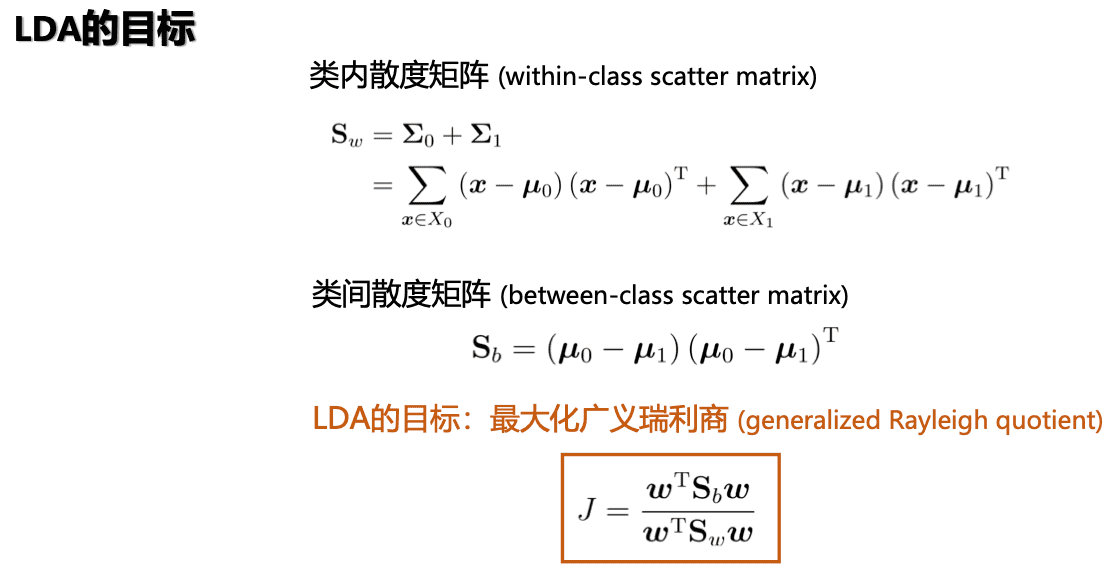 LDA的目标
类内散度矩阵 (within-class scatter matrix)
$\mathbf{S}_w = \boldsymbol{\Sigma}_0 + \boldsymbol{\Sigma}_1$
$= \sum_{\boldsymbol{x} \in X_0} (\boldsymbol{x} - \boldsymbol{\mu}_0)(\boldsymbol{x} - \boldsymbol{\mu}_0)^{\mathrm{T}} + \sum_{\boldsymbol{x} \in X_1} (\boldsymbol{x} - \boldsymbol{\mu}_1)(\boldsymbol{x} - \boldsymbol{\mu}_1)^{\mathrm{T}}$
类间散度矩阵 (between-class scatter matrix)
$\mathbf{S}_b = (\boldsymbol{\mu}_0 - \boldsymbol{\mu}_1)(\boldsymbol{\mu}_0 - \boldsymbol{\mu}_1)^{\mathrm{T}}$
LDA的目标：最大化广义瑞利商 (generalized Rayleigh quotient)
$J = \frac{\boldsymbol{w}^{\mathrm{T}} \mathbf{S}_b \boldsymbol{w}}{\boldsymbol{w}^{\mathrm{T}} \mathbf{S}_w \boldsymbol{w}}$